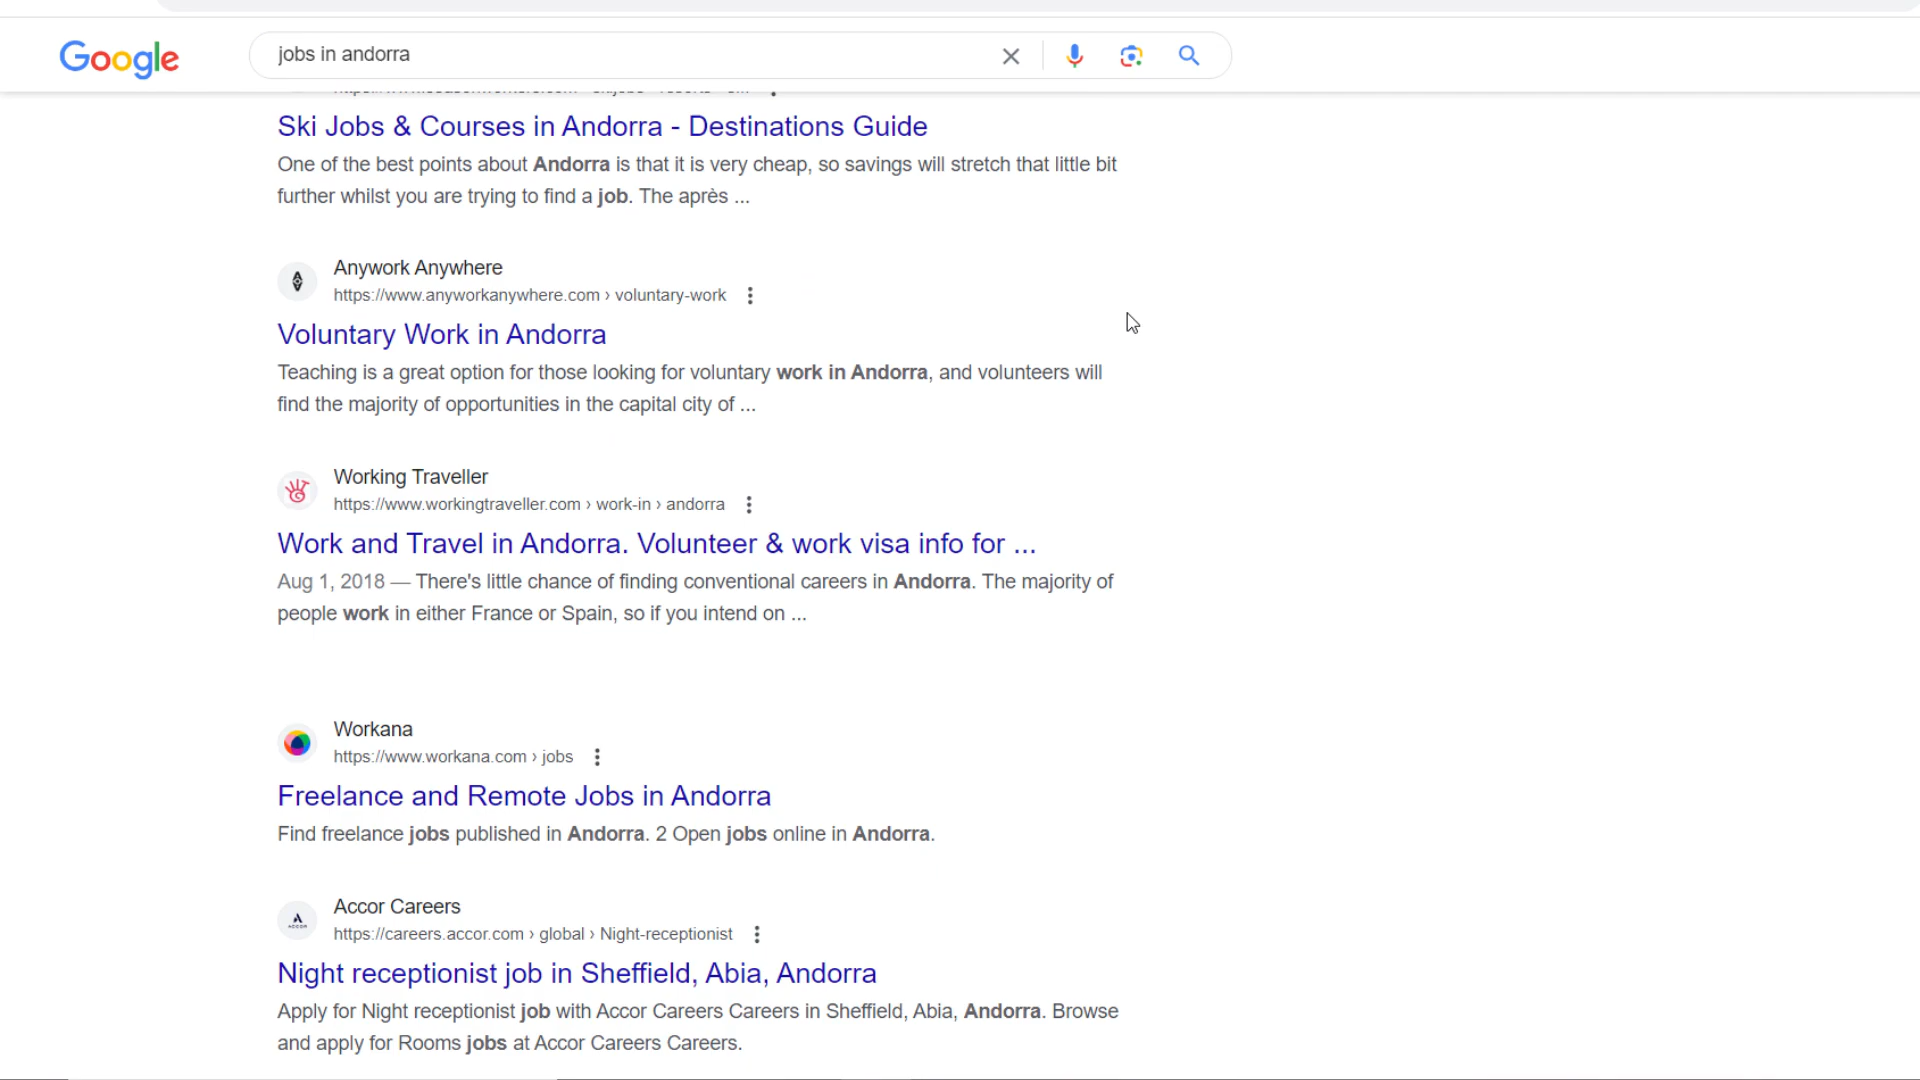 Google
jobs in andorra
Ski Jobs & Courses in Andorra - Destinations Guide
One of the best points about Andorra is that it is very cheap, so savings will stretch that little bit
further whilst you are trying to find a job. The après ...
Anywork Anywhere
https://www.anyworkanywhere.com › voluntary-work
Voluntary Work in Andorra
Teaching is a great option for those looking for voluntary work in Andorra, and volunteers will
find the majority of opportunities in the capital city of ...
Working Traveller
https://www.workingtraveller.com › work-in › andorra
Work and Travel in Andorra. Volunteer & work visa info for ...
Aug 1, 2018 — There's little chance of finding conventional careers in Andorra. The majority of
people work in either France or Spain, so if you intend on ...
Workana
https://www.workana.com › jobs
Freelance and Remote Jobs in Andorra
Find freelance jobs published in Andorra. 2 Open jobs online in Andorra.
Accor Careers
https://careers.accor.com › global › Night-receptionist
Night receptionist job in Sheffield, Abia, Andorra
Apply for Night receptionist job with Accor Careers Careers in Sheffield, Abia, Andorra. Browse
and apply for Rooms jobs at Accor Careers Careers.